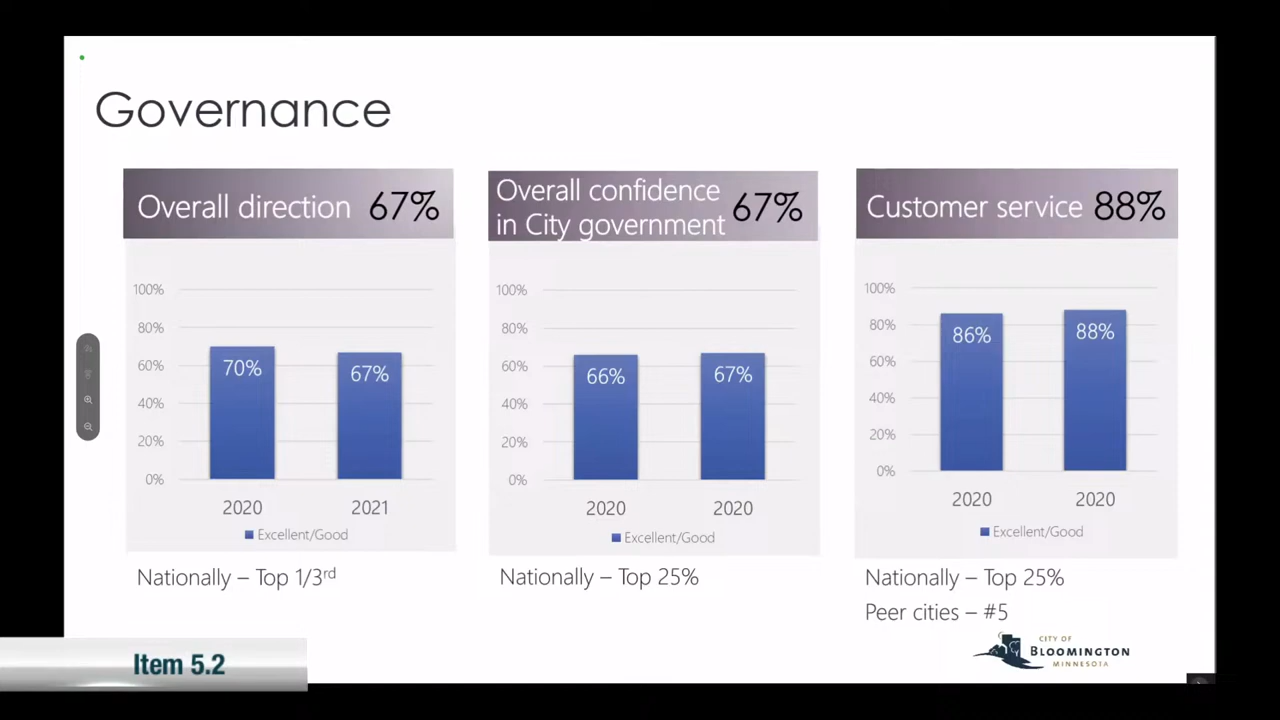 Governance
Overall direction 67%
100%
80%
60%
40%
20%
0%
70%
67%
2020
2021
Excellent/Good
Nationally – Top 1/3rd
Overall confidence
in City government
67%
100%
80%
60%
40%
20%
0%
66%
67%
2020
2020
Excellent/Good
Nationally – Top 25%
Customer service 88%
100%
80%
60%
40%
20%
0%
86%
88%
2020
2020
Excellent/Good
Nationally – Top 25%
Peer cities – #5
CITY OF
BLOOMINGTON
MINNESOTA
Item 5.2